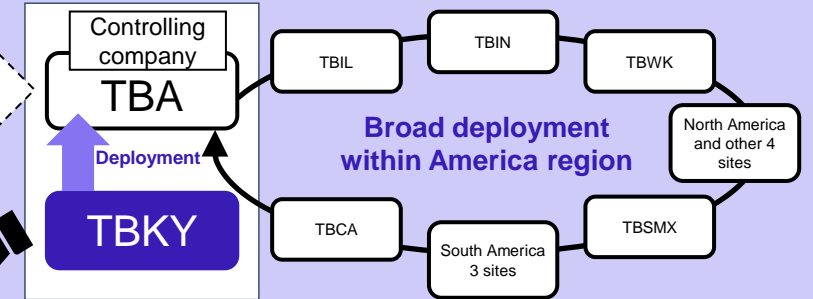 Controlling
company
TBA
Deployment
TBKY
TBIL
TBIN
TBWK
North America
and other 4
sites
TBSMX
South America
3 sites
TBCA
Broad deployment
within America region